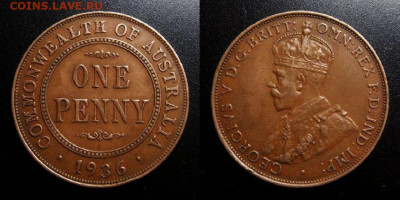 COINS.LAVE.RU
COMMONWEALTH OF AUSTRALIA
ONE
PENNY
· 1936 ·
GEORGIVS V D.G. BRITT: OMN: REX F.D. IND: IMP: